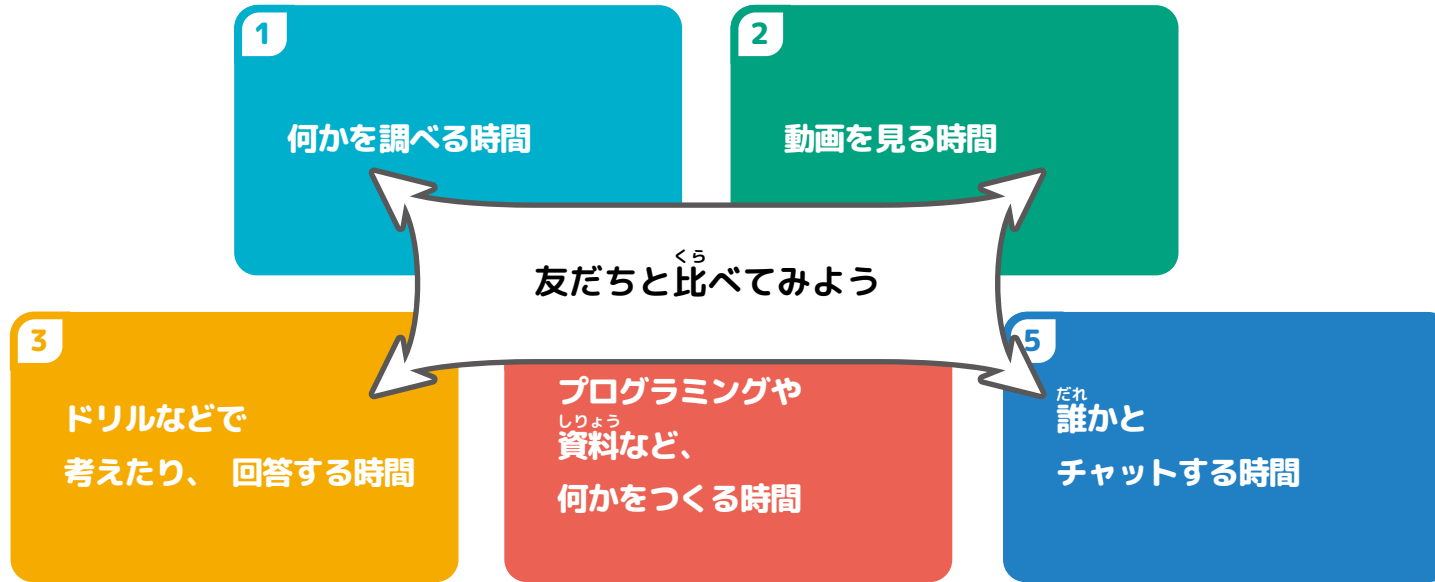 1
何かを調べる時間
2
動画を見る時間
くら
友だちと比べてみよう
3
ドリルなどで
考えたり、 回答する時間
プログラミングや
しりょう
資料など、
何かをつくる時間
5
だれ
誰かと
チャットする時間